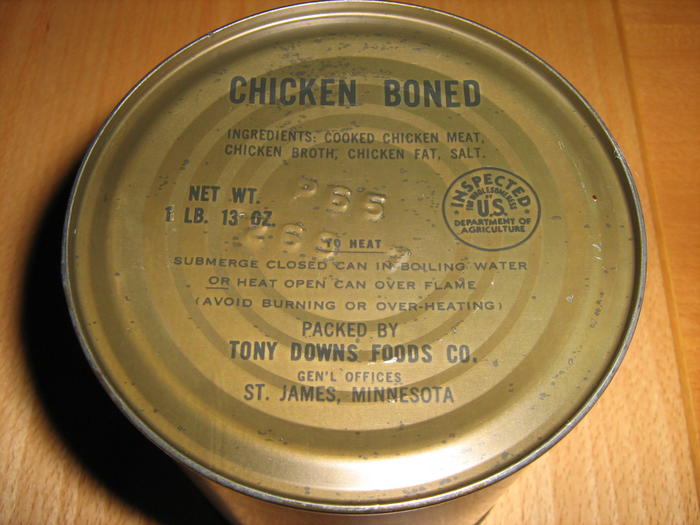 CHICKEN BONED
INGREDIENTS: COOKED CHICKEN MEAT,
CHICKEN BROTH, CHICKEN FAT, SALT.
NET WT.
1 LB. 13 OZ.
INSPECTED
FOR WHOLESOMENESS
U.S.
DEPARTMENT OF
AGRICULTURE
TO HEAT
SUBMERGE CLOSED CAN IN BOILING WATER
OR HEAT OPEN CAN OVER FLAME
(AVOID BURNING OR OVER-HEATING)
PACKED BY
TONY DOWNS FOODS CO.
GEN'L OFFICES
ST. JAMES, MINNESOTA